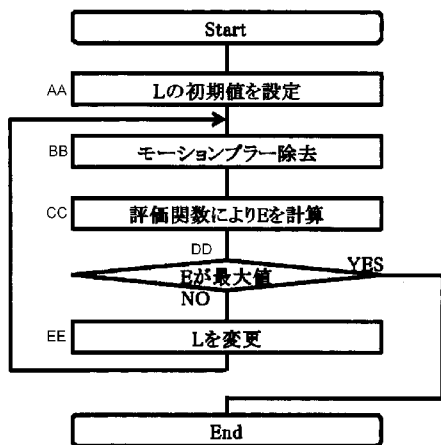 Start
AA Lの初期値を設定
BB モーションブラー除去
CC 評価関数によりEを計算
DD
Eが最大値 YES
NO
EE Lを変更
End